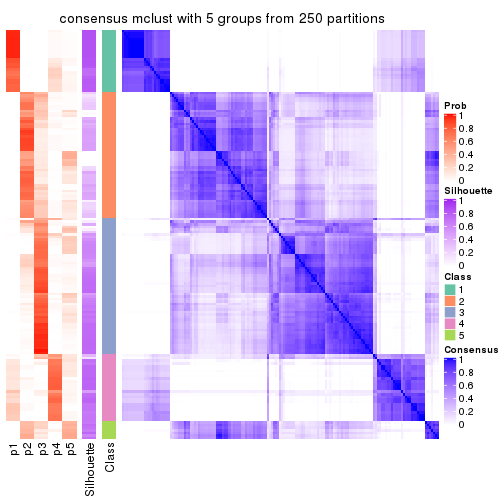 consensus mclust with 5 groups from 250 partitions
Prob
1
0.8
0.6
0.4
0.2
0
Silhouette
1
0.8
0.6
0.4
0.2
0
Class
1
2
3
4
5
Consensus
1
0.8
0.6
0.4
0.2
0
p1
p2
p3
p4
p5
Silhouette
Class